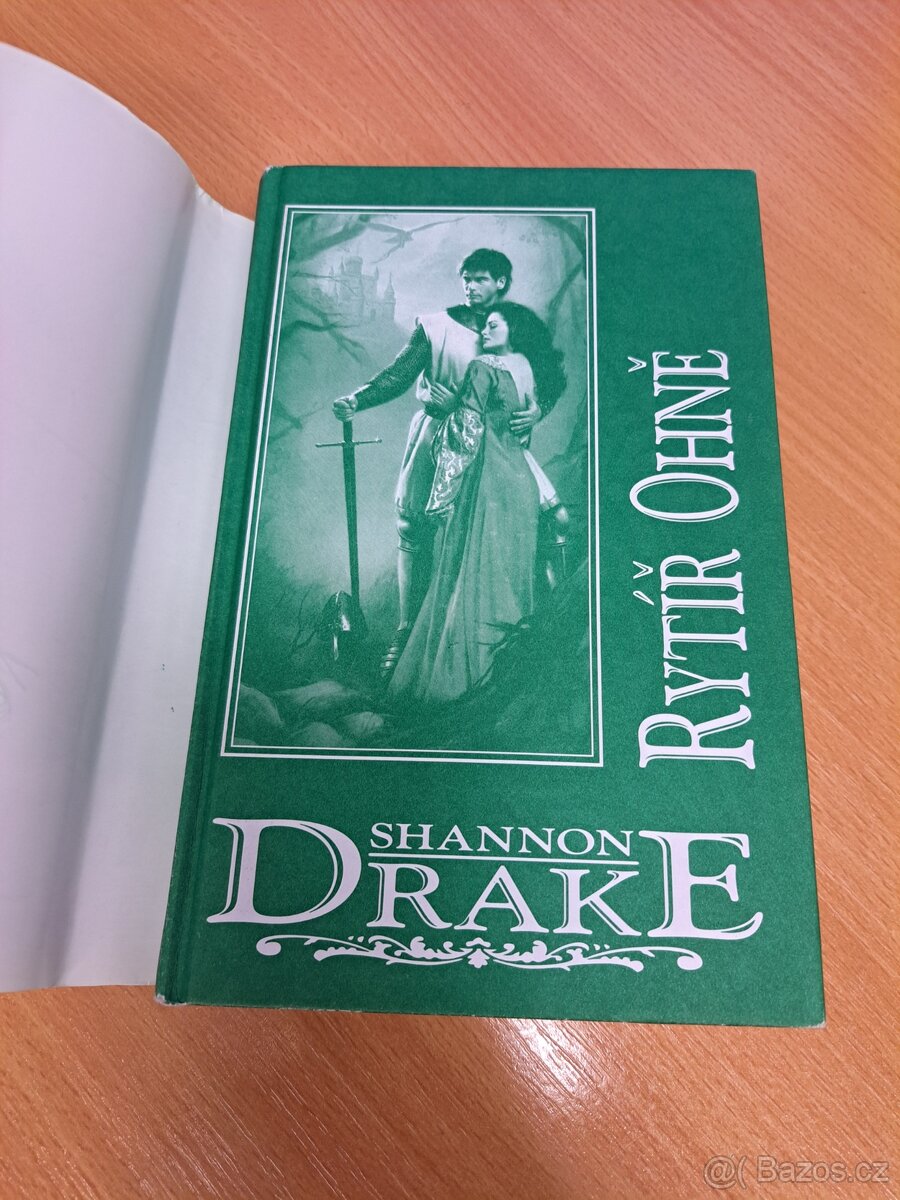 RYTÍŘ OHNĚ
SHANNON
DRAKE
@( Bazos.cz